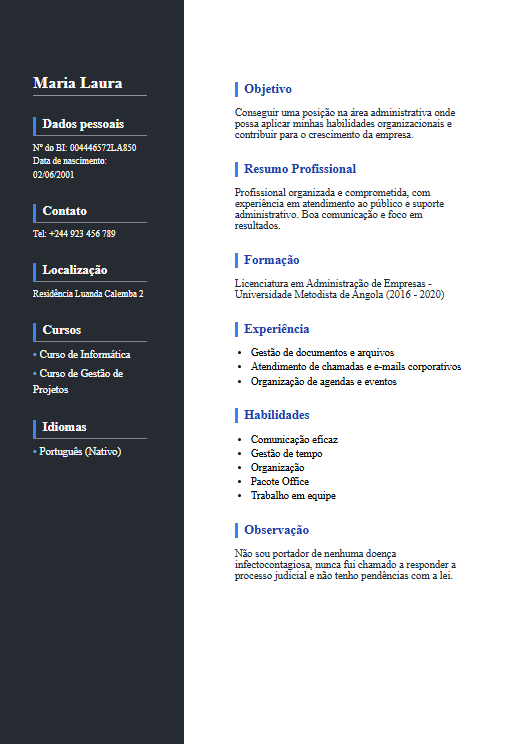 Maria Laura
Dados pessoais
Nº do BI: 004446572LA850
Data de nascimento:
02/06/2001
Contato
Tel: +244 923 456 789
Localização
Residência Luanda Calemba 2
Cursos
• Curso de Informática
• Curso de Gestão de
Projetos
Idiomas
• Português (Nativo)
Objetivo
Conseguir uma posição na área administrativa onde
possa aplicar minhas habilidades organizacionais e
contribuir para o crescimento da empresa.
Resumo Profissional
Profissional organizada e comprometida, com
experiência em atendimento ao público e suporte
administrativo. Boa comunicação e foco em
resultados.
Formação
Licenciatura em Administração de Empresas -
Universidade Metodista de Angola (2016 - 2020)
Experiência
• Gestão de documentos e arquivos
• Atendimento de chamadas e e-mails corporativos
• Organização de agendas e eventos
Habilidades
• Comunicação eficaz
• Gestão de tempo
• Organização
• Pacote Office
• Trabalho em equipe
Observação
Não sou portador de nenhuma doença
infectocontagiosa, nunca fui chamado a responder a
processo judicial e não tenho pendências com a lei.